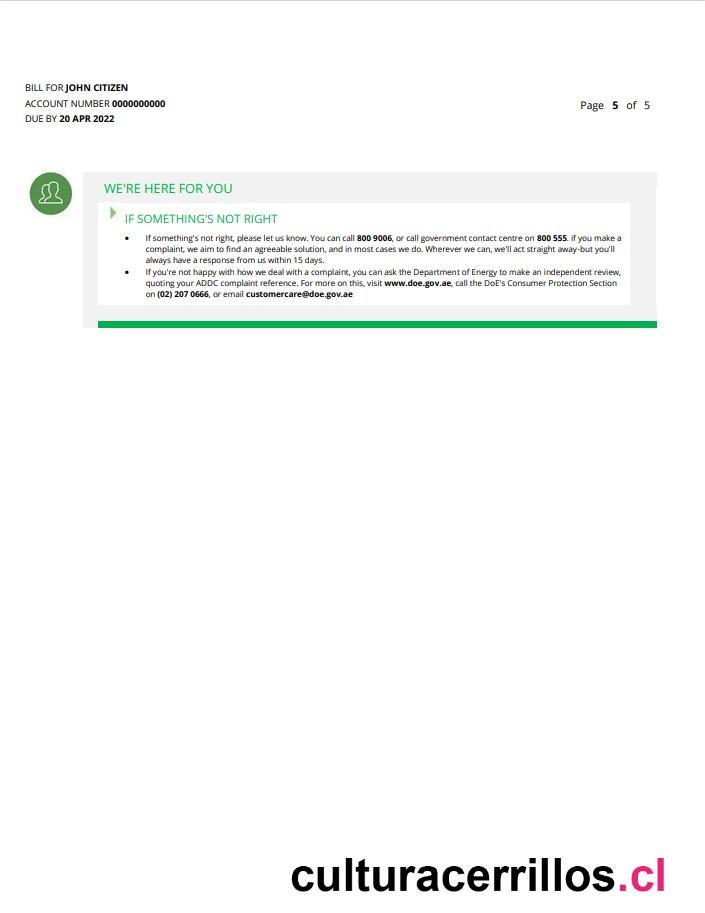 BILL FOR JOHN CITIZEN
ACCOUNT NUMBER 0000000000
DUE BY 20 APR 2022
Page 5 of 5
WE'RE HERE FOR YOU
IF SOMETHING'S NOT RIGHT
• If something's not right, please let us know. You can call 800 9006, or call government contact centre on 800 555. if you make a
complaint, we aim to find an agreeable solution, and in most cases we do. Wherever we can, we'll act straight away-but you'll
always have a response from us within 15 days.
• If you're not happy with how we deal with a complaint, you can ask the Department of Energy to make an independent review,
quoting your ADDC complaint reference. For more on this, visit www.doe.gov.ae, call the DoE's Consumer Protection Section
on (02) 207 0666, or email customercare@doe.gov.ae
culturacerrillos.cl